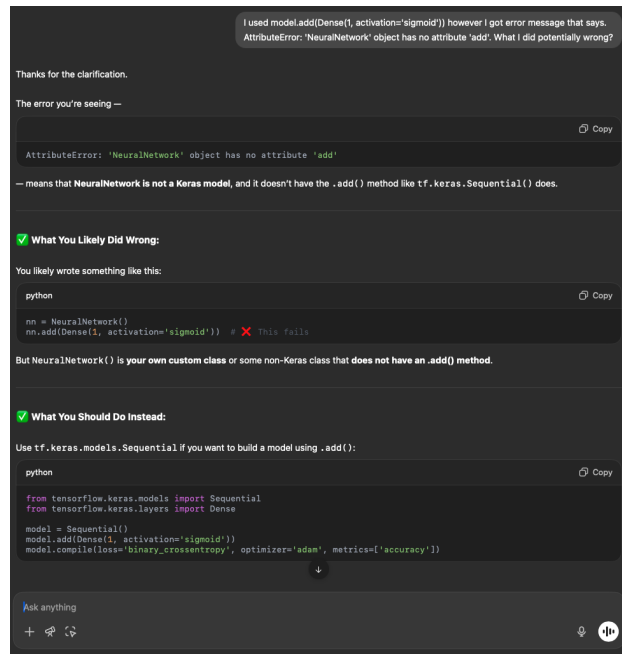 I used model.add(Dense(1, activation='sigmoid')) however I got error message that says.
AttributeError: 'NeuralNetwork' object has no attribute 'add'. What I did potentially wrong?
Thanks for the clarification.
The error you're seeing —
Copy
AttributeError: 'NeuralNetwork' object has no attribute 'add'
— means that NeuralNetwork is not a Keras model, and it doesn't have the .add() method like tf.keras.Sequential() does.
✅ What You Likely Did Wrong:
You likely wrote something like this:
python
Copy
nn = NeuralNetwork()
nn.add(Dense(1, activation='sigmoid'))  # ❌ This fails
But NeuralNetwork() is your own custom class or some non-Keras class that does not have an .add() method.
✅ What You Should Do Instead:
Use tf.keras.models.Sequential if you want to build a model using .add():
python
Copy
from tensorflow.keras.models import Sequential
from tensorflow.keras.layers import Dense
model = Sequential()
model.add(Dense(1, activation='sigmoid'))
model.compile(loss='binary_crossentropy', optimizer='adam', metrics=['accuracy'])
Ask anything